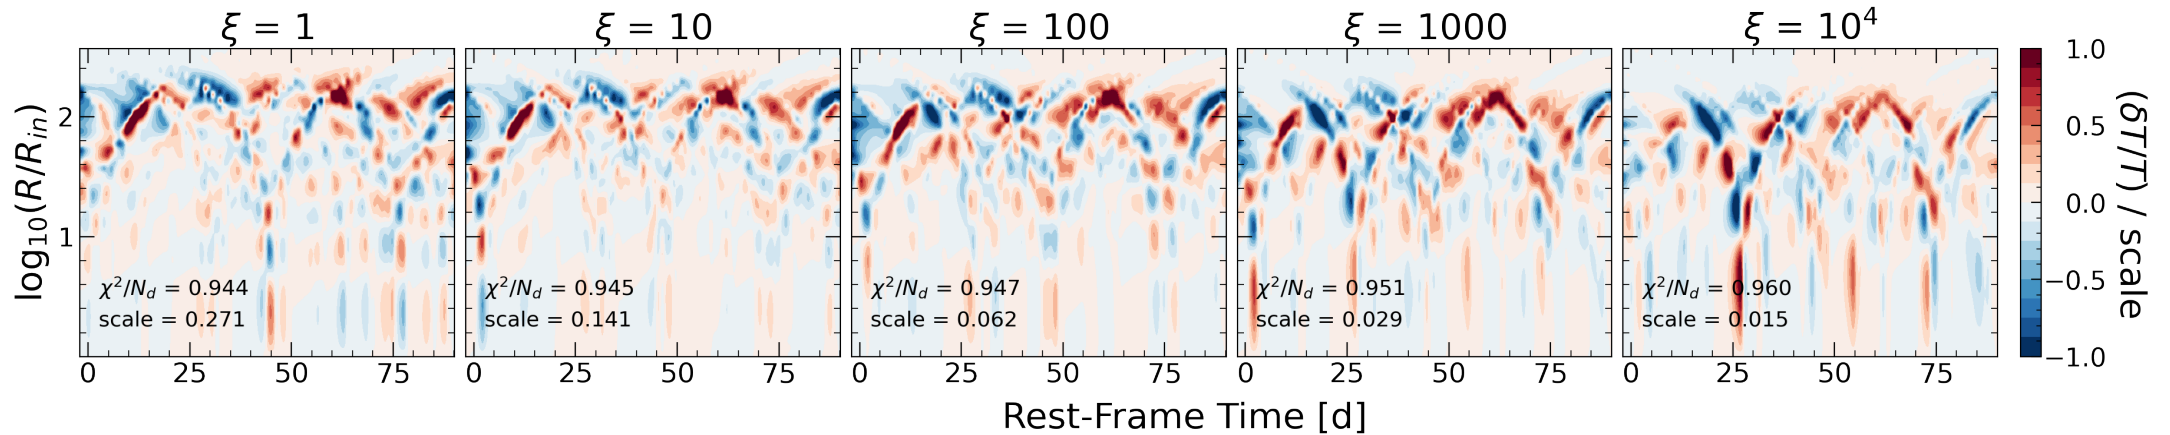 ξ = 1
ξ = 10
ξ = 100
ξ = 1000
ξ = 10⁴
log₁₀(R/Rᵢₙ)
2
1
χ²/N_d = 0.944
scale = 0.271
χ²/N_d = 0.945
scale = 0.141
χ²/N_d = 0.947
scale = 0.062
χ²/N_d = 0.951
scale = 0.029
χ²/N_d = 0.960
scale = 0.015
0 25 50 75
0 25 50 75
0 25 50 75
0 25 50 75
0 25 50 75
Rest-Frame Time [d]
1.0
0.5
0.0
−0.5
−1.0
(δT/T) / scale